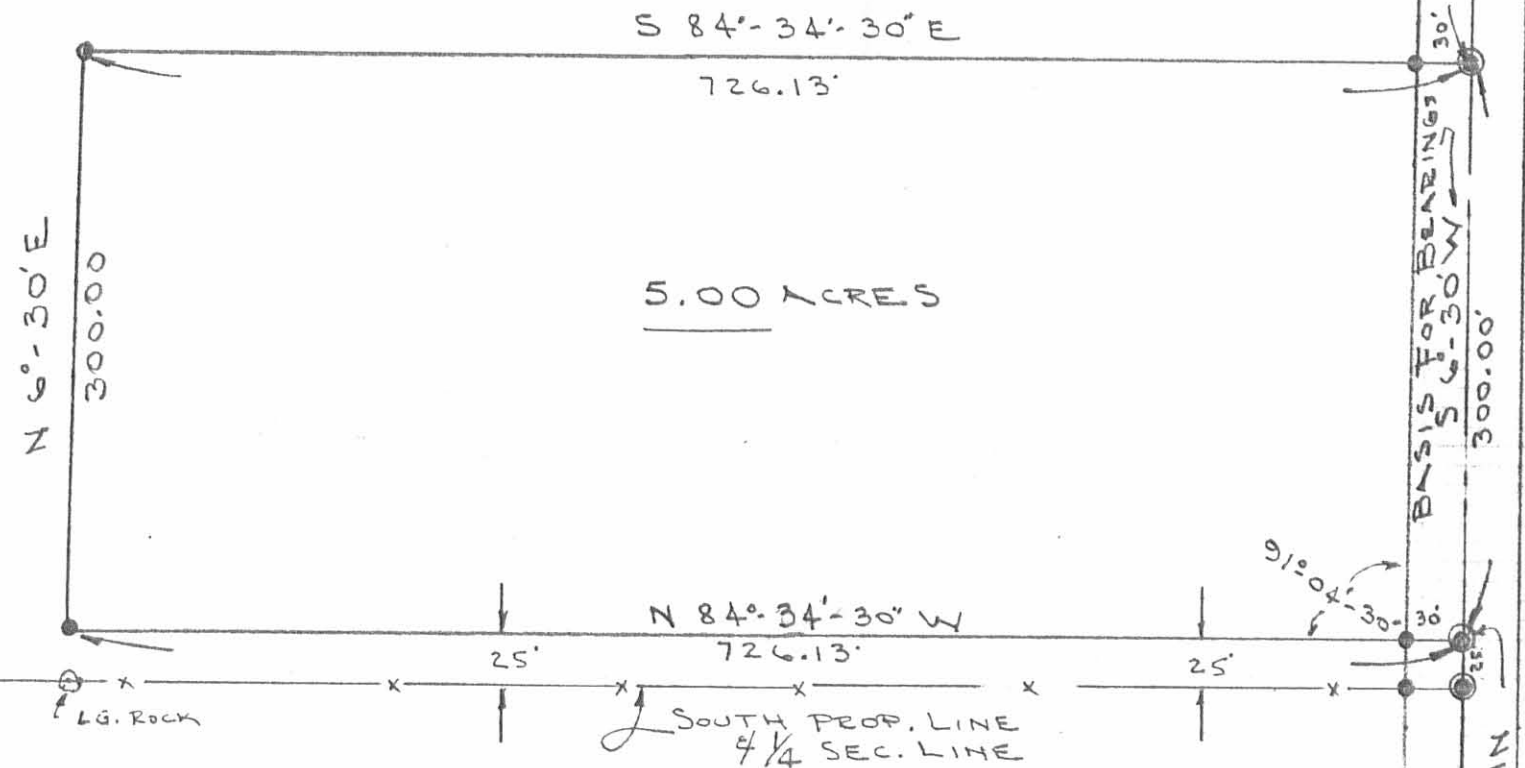 S 84°-34'-30" E
726.13'
30'
N 6°-30' E
300.00
5.00 ACRES
BASIS FOR BEARINGS
S 6°-30' W
300.00'
91° 04'-30"
N 84°-34'-30" W
30'
726.13'
25'
25'
25'
LG. ROCK
SOUTH PROP. LINE
& 1/4 SEC. LINE